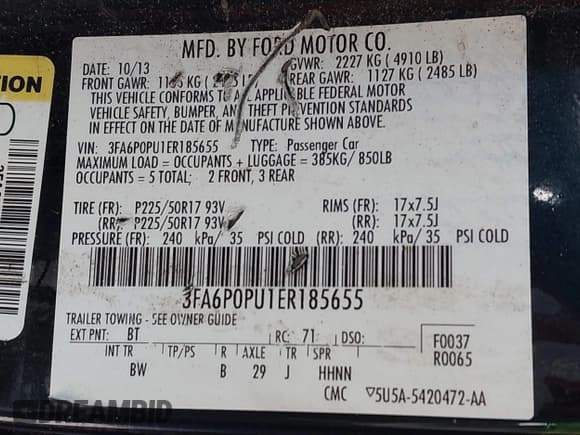 MFD. BY FORD MOTOR CO.
DATE: 10/13 GVWR: 2227 KG ( 4910 LB)
FRONT GAWR: KG ( REAR GAWR: 1127 KG ( 2485 LB)
THIS VEHICLE CONFORMS TO ALL APPLICABLE FEDERAL MOTOR
VEHICLE SAFETY, BUMPER, AND THEFT PREVENTION STANDARDS
IN EFFECT ON THE DATE OF MANUFACTURE SHOWN ABOVE.
VIN: 3FA6P0PU1ER185655 TYPE: Passenger Car
MAXIMUM LOAD = OCCUPANTS + LUGGAGE = 385KG/ 850LB
OCCUPANTS = 5 TOTAL; 2 FRONT, 3 REAR
TIRE (FR): P225/50R17 93V RIMS (FR): 17x7.5J
(RR): P225/50R17 93V (RR): 17x7.5J
PRESSURE (FR): 240 kPa/ 35 PSI COLD (RR): 240 kPa/ 35 PSI COLD
3FA6P0PU1ER185655
TRAILER TOWING - SEE OWNER GUIDE
EXT PNT: BT RC: 71 DSO: F0037
R0065
INT TR TP/PS R AXLE TR SPR
BW B 29 J HHNN
CMC ▽5U5A-5420472-AA
DREAMBID